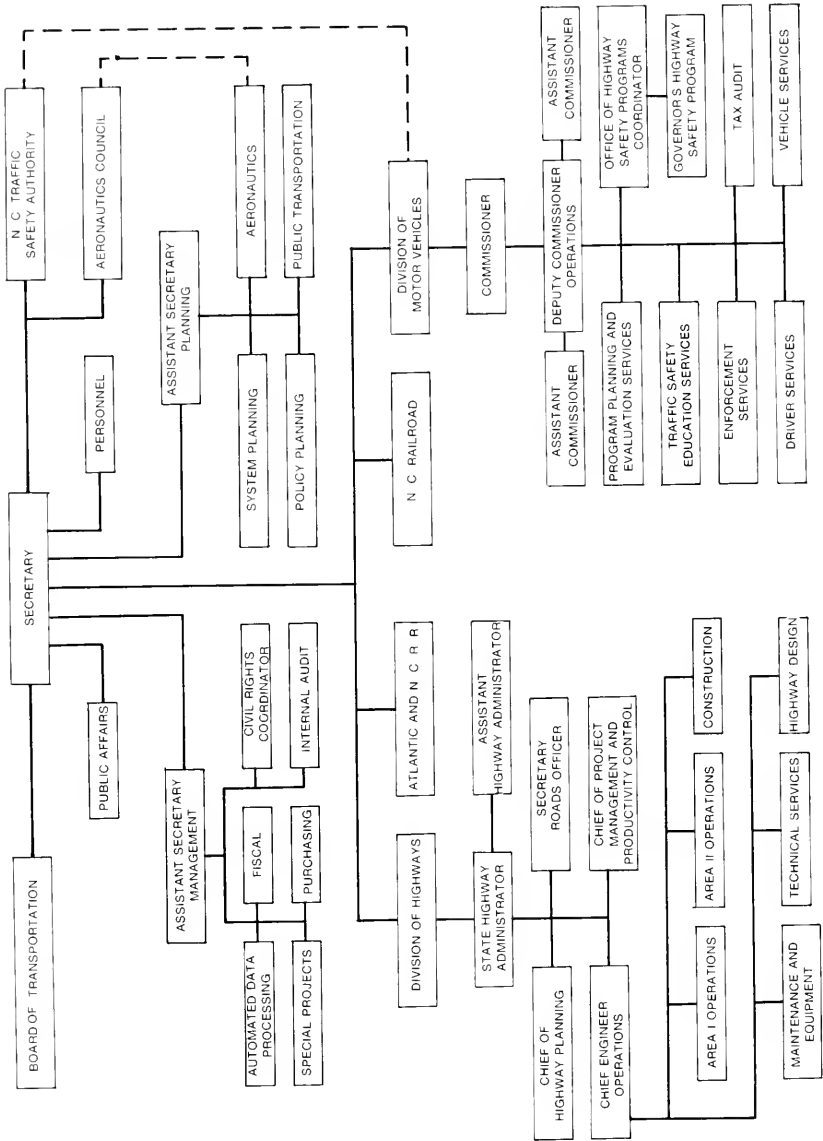 SECRETARY
BOARD OF TRANSPORTATION
N C TRAFFIC
SAFETY AUTHORITY
AERONAUTICS COUNCIL
PUBLIC AFFAIRS
PERSONNEL
ASSISTANT SECRETARY
MANAGEMENT
AUTOMATED DATA
PROCESSING
FISCAL
CIVIL RIGHTS
COORDINATOR
SPECIAL PROJECTS
PURCHASING
INTERNAL AUDIT
ASSISTANT SECRETARY
PLANNING
SYSTEM PLANNING
AERONAUTICS
POLICY PLANNING
PUBLIC TRANSPORTATION
DIVISION OF HIGHWAYS
ATLANTIC AND N C R R
N C RAILROAD
DIVISION OF
MOTOR VEHICLES
STATE HIGHWAY
ADMINISTRATOR
ASSISTANT
HIGHWAY ADMINISTRATOR
CHIEF OF
HIGHWAY PLANNING
SECRETARY
ROADS OFFICER
CHIEF ENGINEER
OPERATIONS
CHIEF OF PROJECT
MANAGEMENT AND
PRODUCTIVITY CONTROL
AREA I OPERATIONS
AREA II OPERATIONS
CONSTRUCTION
MAINTENANCE AND
EQUIPMENT
TECHNICAL SERVICES
HIGHWAY DESIGN
COMMISSIONER
ASSISTANT
COMMISSIONER
DEPUTY COMMISSIONER
OPERATIONS
ASSISTANT
COMMISSIONER
PROGRAM PLANNING AND
EVALUATION SERVICES
OFFICE OF HIGHWAY
SAFETY PROGRAMS
COORDINATOR
GOVERNOR S HIGHWAY
SAFETY PROGRAM
TRAFFIC SAFETY
EDUCATION SERVICES
ENFORCEMENT
SERVICES
TAX AUDIT
DRIVER SERVICES
VEHICLE SERVICES